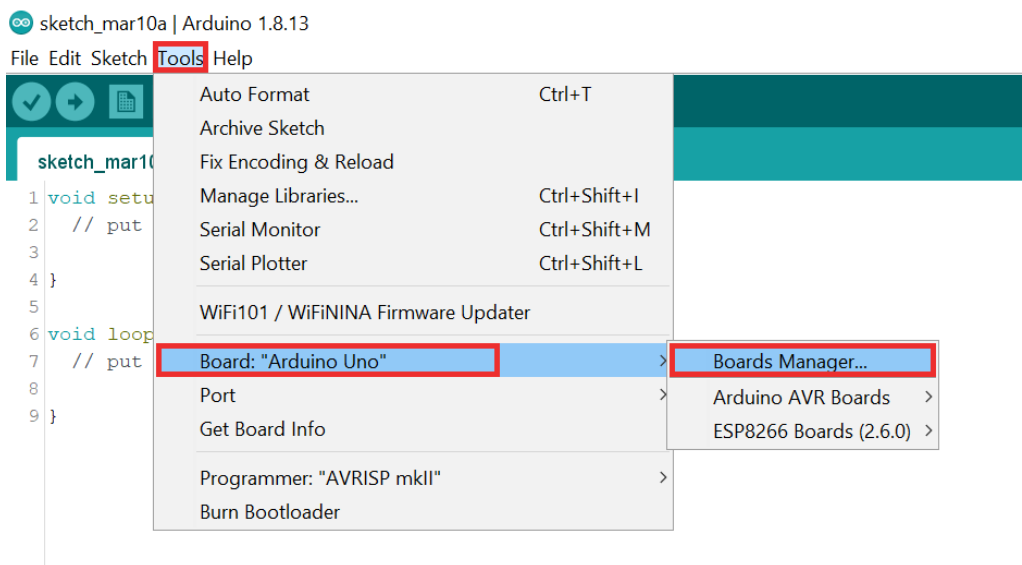 sketch_mar10a | Arduino 1.8.13
File Edit Sketch Tools Help
sketch_mar10
1 void setu
2 // put
3
4 }
5
6 void loop
7 // put
8
9 }
Auto Format Ctrl+T
Archive Sketch
Fix Encoding & Reload
Manage Libraries... Ctrl+Shift+I
Serial Monitor Ctrl+Shift+M
Serial Plotter Ctrl+Shift+L
WiFi101 / WiFiNINA Firmware Updater
Board: "Arduino Uno"
Port
Get Board Info
Programmer: "AVRISP mkII"
Burn Bootloader
Boards Manager...
Arduino AVR Boards
ESP8266 Boards (2.6.0)